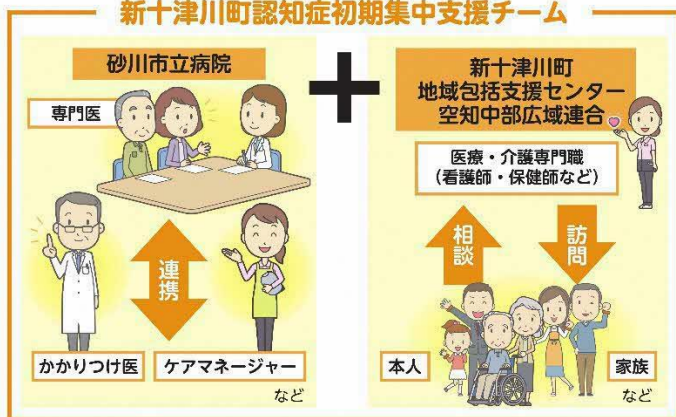 新十津川町認知症初期集中支援チーム
砂川市立病院
専門医
連携
かかりつけ医
ケアマネージャー
など
+
新十津川町
地域包括支援センター
空知中部広域連合
医療・介護専門職
(看護師・保健師など)
相談
訪問
本人
家族
など